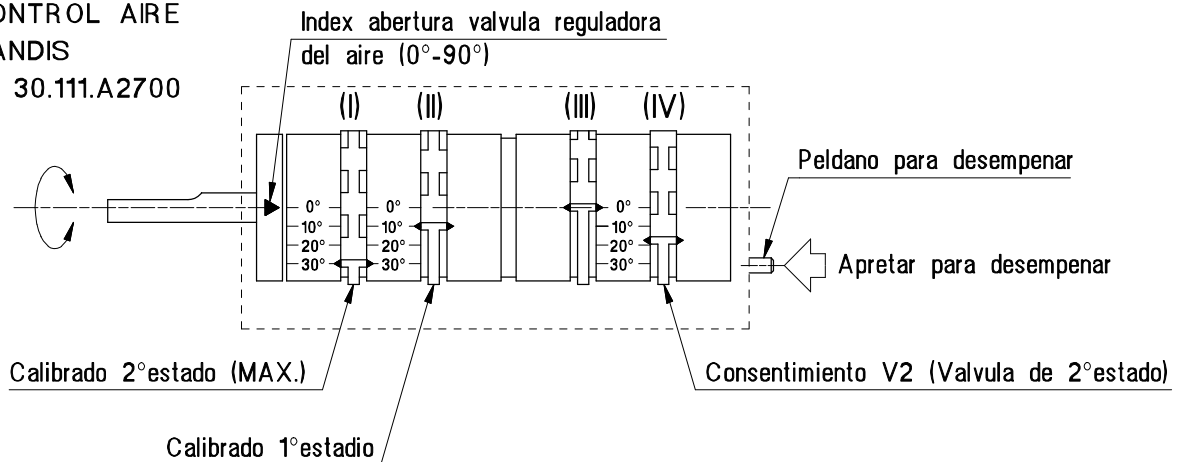 ONTROL AIRE
ANDIS
30.111.A2700
Index abertura valvula reguladora
del aire (0°-90°)
(I) (II) (III) (IV)
Peldano para desempenar
0° 0° 0°
10° 10° 10°
20° 20° 20°
30° 30° 30°
Apretar para desempenar
Calibrado 2°estado (MAX.)
Consentimiento V2 (Valvula de 2°estado)
Calibrado 1°estadio